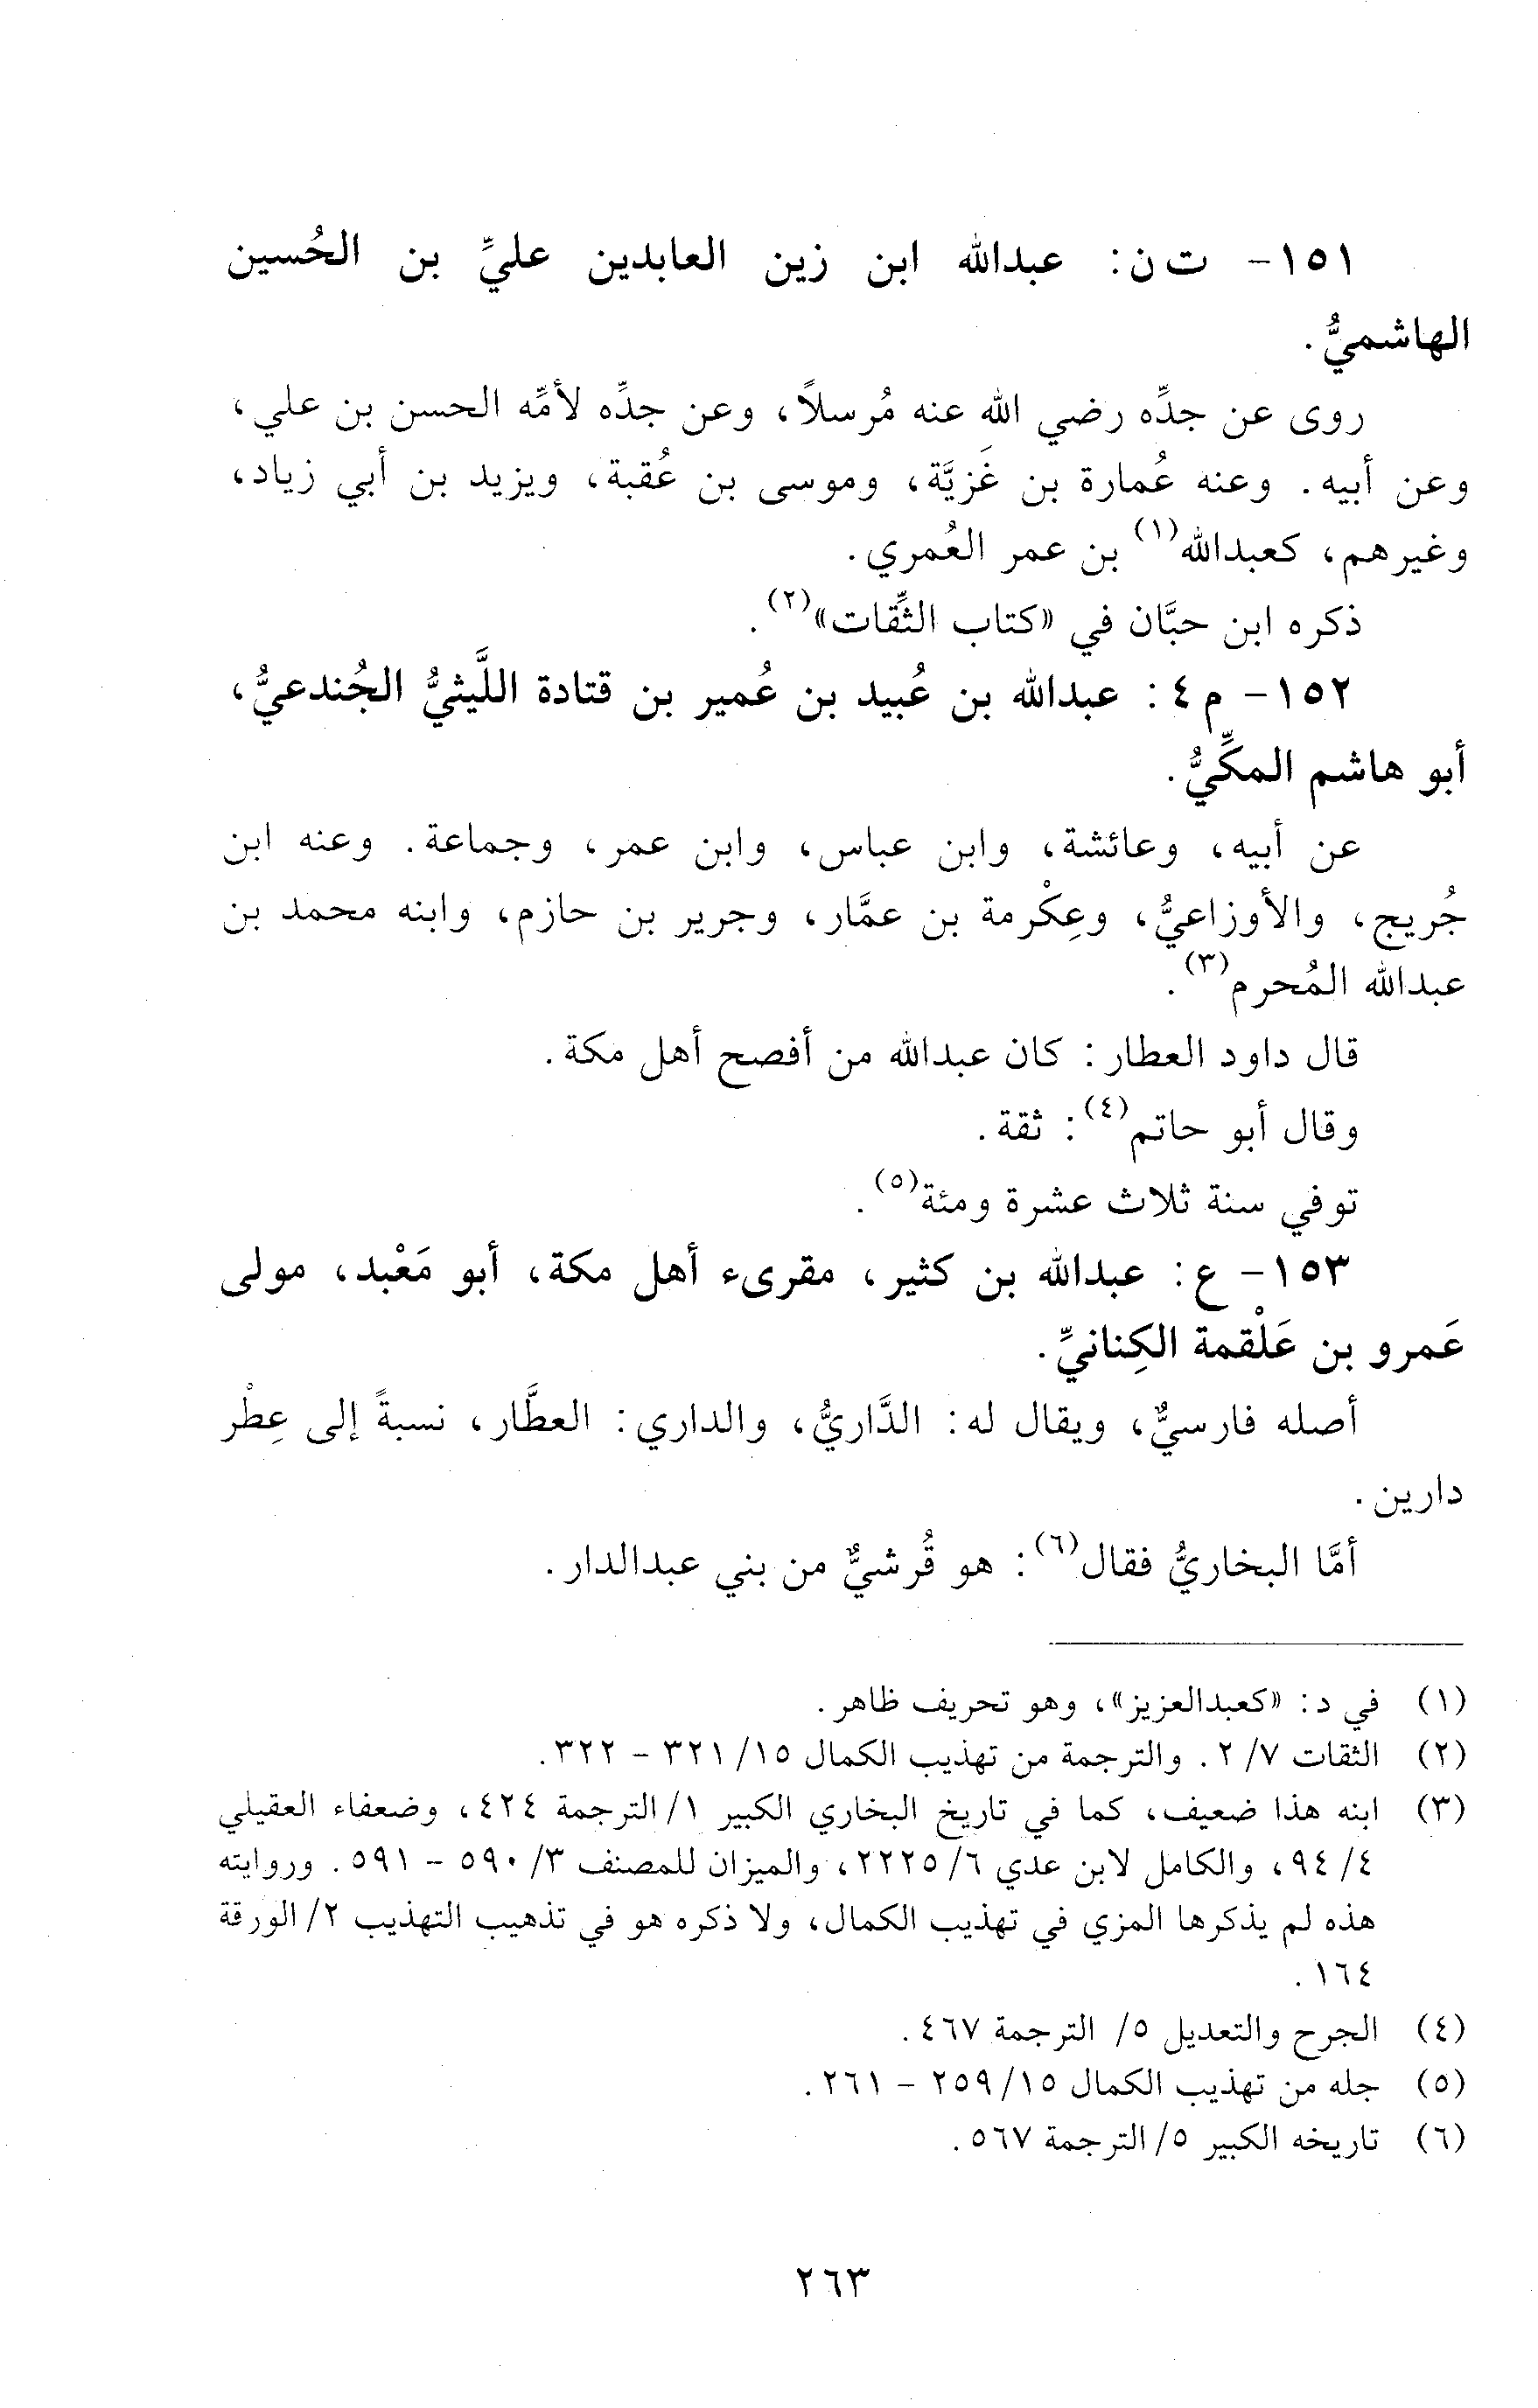 ١٥١- ت ن: عبدالله ابن زين العابدين عليِّ بن الحُسين
الهاشميُّ.
روى عن جدِّه رضي الله عنه مُرسلاً، وعن جدِّه لأمِّه الحسن بن علي،
وعن أبيه. وعنه عُمارة بن غَزيَّة، وموسى بن عُقبة، ويزيد بن أبي زياد،
وغيرهم، كعبدالله(١) بن عمر العُمري.
ذكره ابن حبَّان في «كتاب الثِّقات»(٢).
١٥٢- م ٤: عبدالله بن عُبيد بن عُمير بن قتادة اللَّيثيُّ الجُندعيُّ،
أبو هاشم المكِّيُّ.
عن أبيه، وعائشة، وابن عباس، وابن عمر، وجماعة. وعنه ابن
جُريج، والأوزاعيُّ، وعِكْرمة بن عمَّار، وجرير بن حازم، وابنه محمد بن
عبدالله المُحرم(٣).
قال داود العطار: كان عبدالله من أفصح أهل مكة.
وقال أبو حاتم(٤): ثقة.
توفي سنة ثلاث عشرة ومئة(٥).
١٥٣- ع: عبدالله بن كثير، مقرىء أهل مكة، أبو مَعْبد، مولى
عَمرو بن عَلْقمة الكِنانيِّ.
أصله فارسيٌّ، ويقال له: الدَّاريُّ، والداري: العطَّار، نسبةً إلى عِطْر
دارين.
أمَّا البخاريُّ فقال(٦): هو قُرشيٌّ من بني عبدالدار.
(١) في د: «كعبدالعزيز»، وهو تحريف ظاهر.
(٢) الثقات ٧/ ٢. والترجمة من تهذيب الكمال ١٥/ ٣٢١ - ٣٢٢.
(٣) ابنه هذا ضعيف، كما في تاريخ البخاري الكبير ١/ الترجمة ٤٢٤، وضعفاء العقيلي
٤/ ٩٤، والكامل لابن عدي ٦/ ٢٢٢٥، والميزان للمصنف ٣/ ٥٩٠ - ٥٩١. وروايته
هذه لم يذكرها المزي في تهذيب الكمال، ولا ذكره هو في تذهيب التهذيب ٢/ الورقة
١٦٤.
(٤) الجرح والتعديل ٥/ الترجمة ٤٦٧.
(٥) جله من تهذيب الكمال ١٥/ ٢٥٩ - ٢٦١.
(٦) تاريخه الكبير ٥/ الترجمة ٥٦٧.
٢٦٣